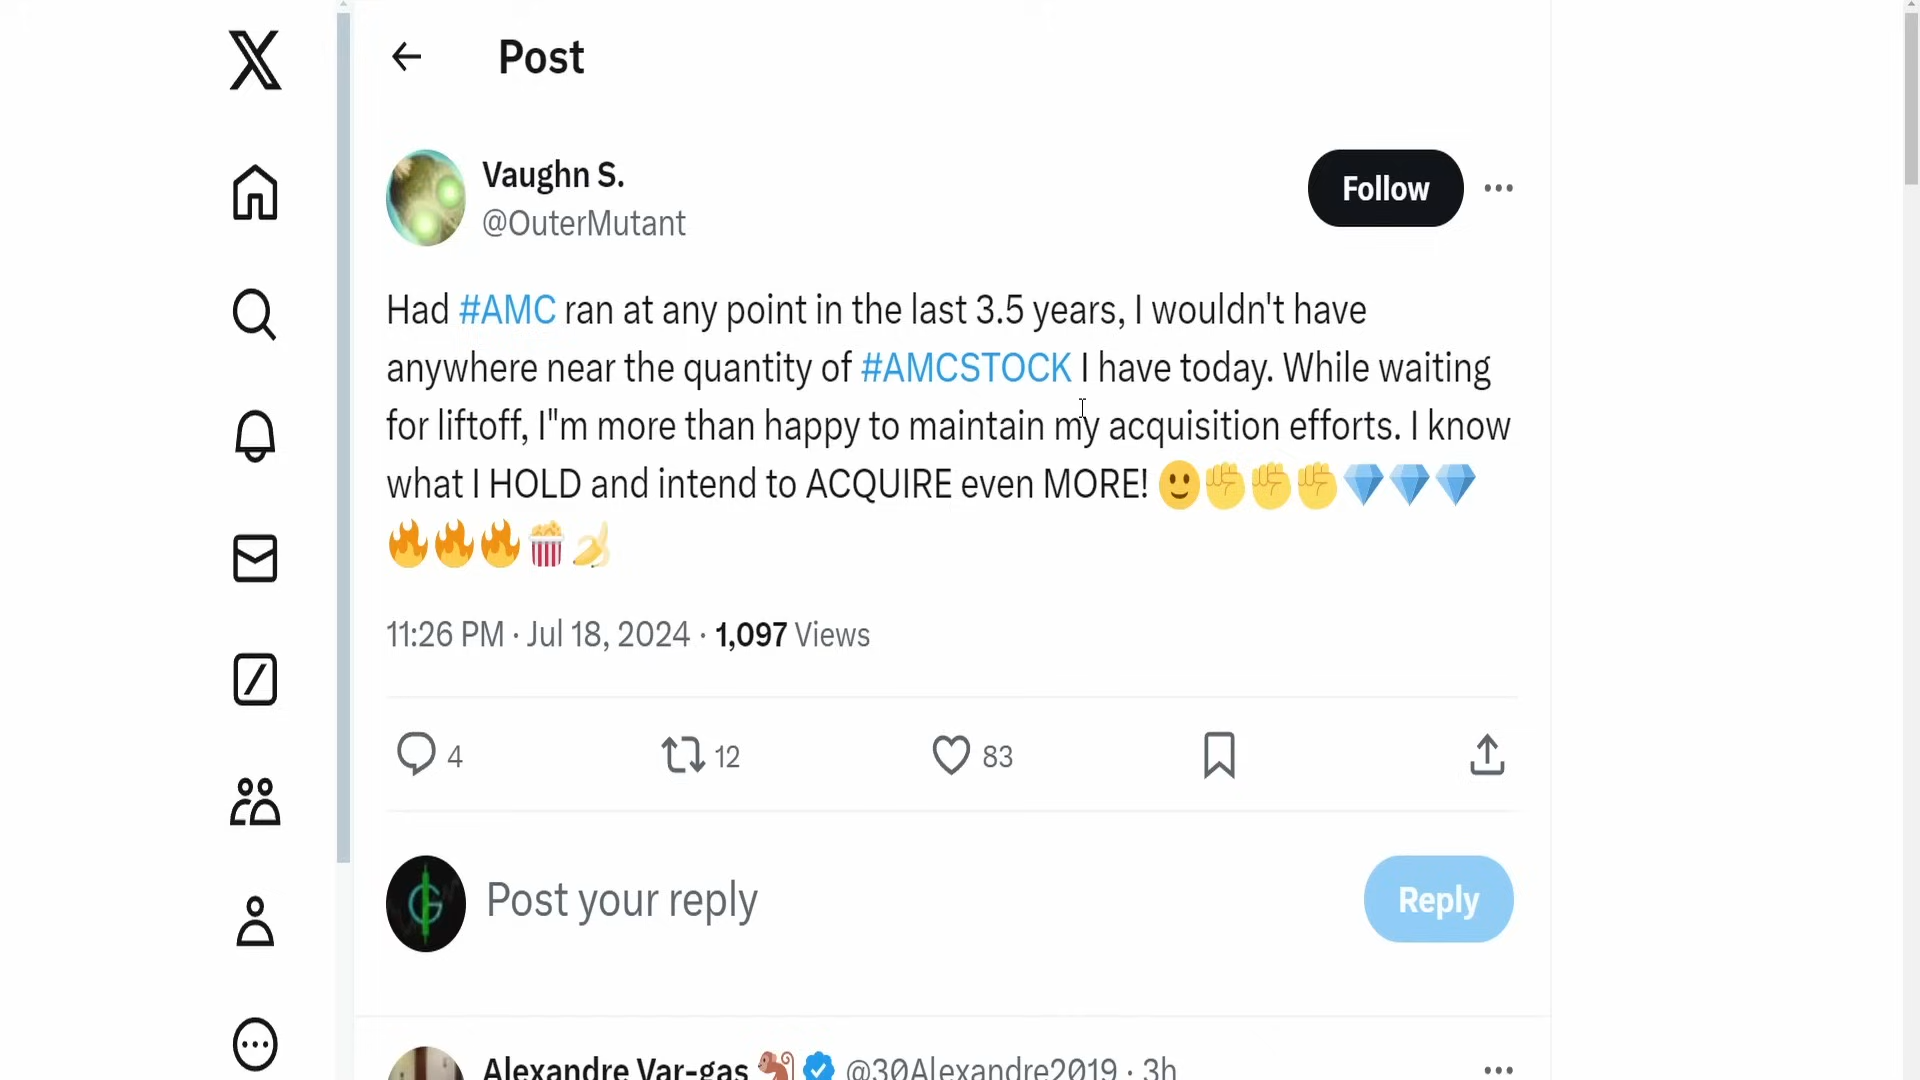 Post
Vaughn S.
@OuterMutant
Follow
Had #AMC ran at any point in the last 3.5 years, I wouldn't have
anywhere near the quantity of #AMCSTOCK I have today. While waiting
for liftoff, I"m more than happy to maintain my acquisition efforts. I know
what I HOLD and intend to ACQUIRE even MORE! 🙂✊✊✊💎💎💎
🔥🔥🔥🍿🍌
11:26 PM · Jul 18, 2024 · 1,097 Views
4 12 83
Post your reply
Reply
Alexandre Var-gas 🐒 @30Alexandre2019 · 3h